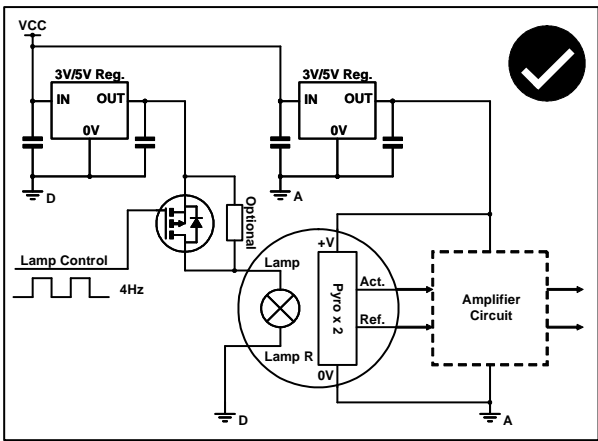 VCC
3V/5V Reg.
3V/5V Reg.
IN
OUT
IN
OUT
0V
0V
D
A
Optional
Lamp Control
4Hz
Lamp
+V
Act.
Pyro x 2
Ref.
Lamp R
0V
Amplifier
Circuit
D
A